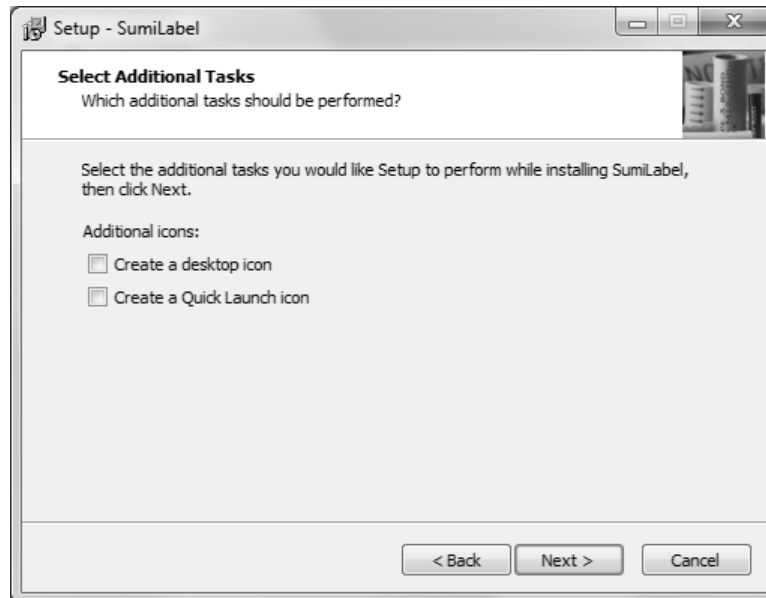 Setup - SumiLabel
Select Additional Tasks
Which additional tasks should be performed?
Select the additional tasks you would like Setup to perform while installing SumiLabel,
then click Next.
Additional icons:
Create a desktop icon
Create a Quick Launch icon
< Back
Next >
Cancel